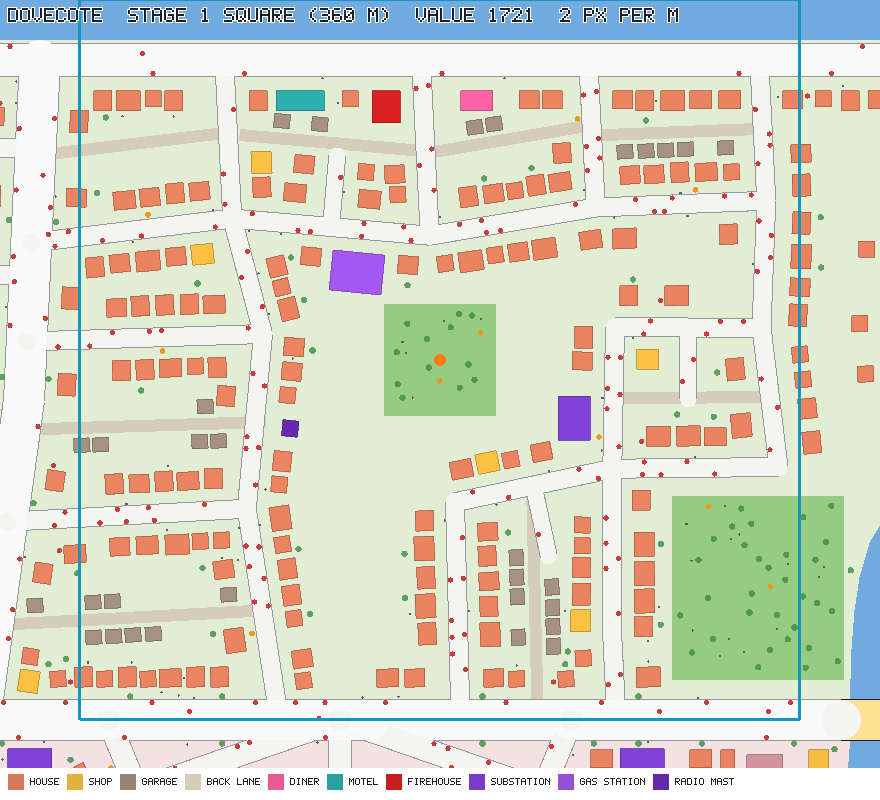 DOVECOTE  STAGE 1 SQUARE (360 M)  VALUE 1721  2 PX PER M
HOUSE  SHOP  GARAGE  BACK LANE  DINER  MOTEL  FIREHOUSE  SUBSTATION  GAS STATION  RADIO MAST